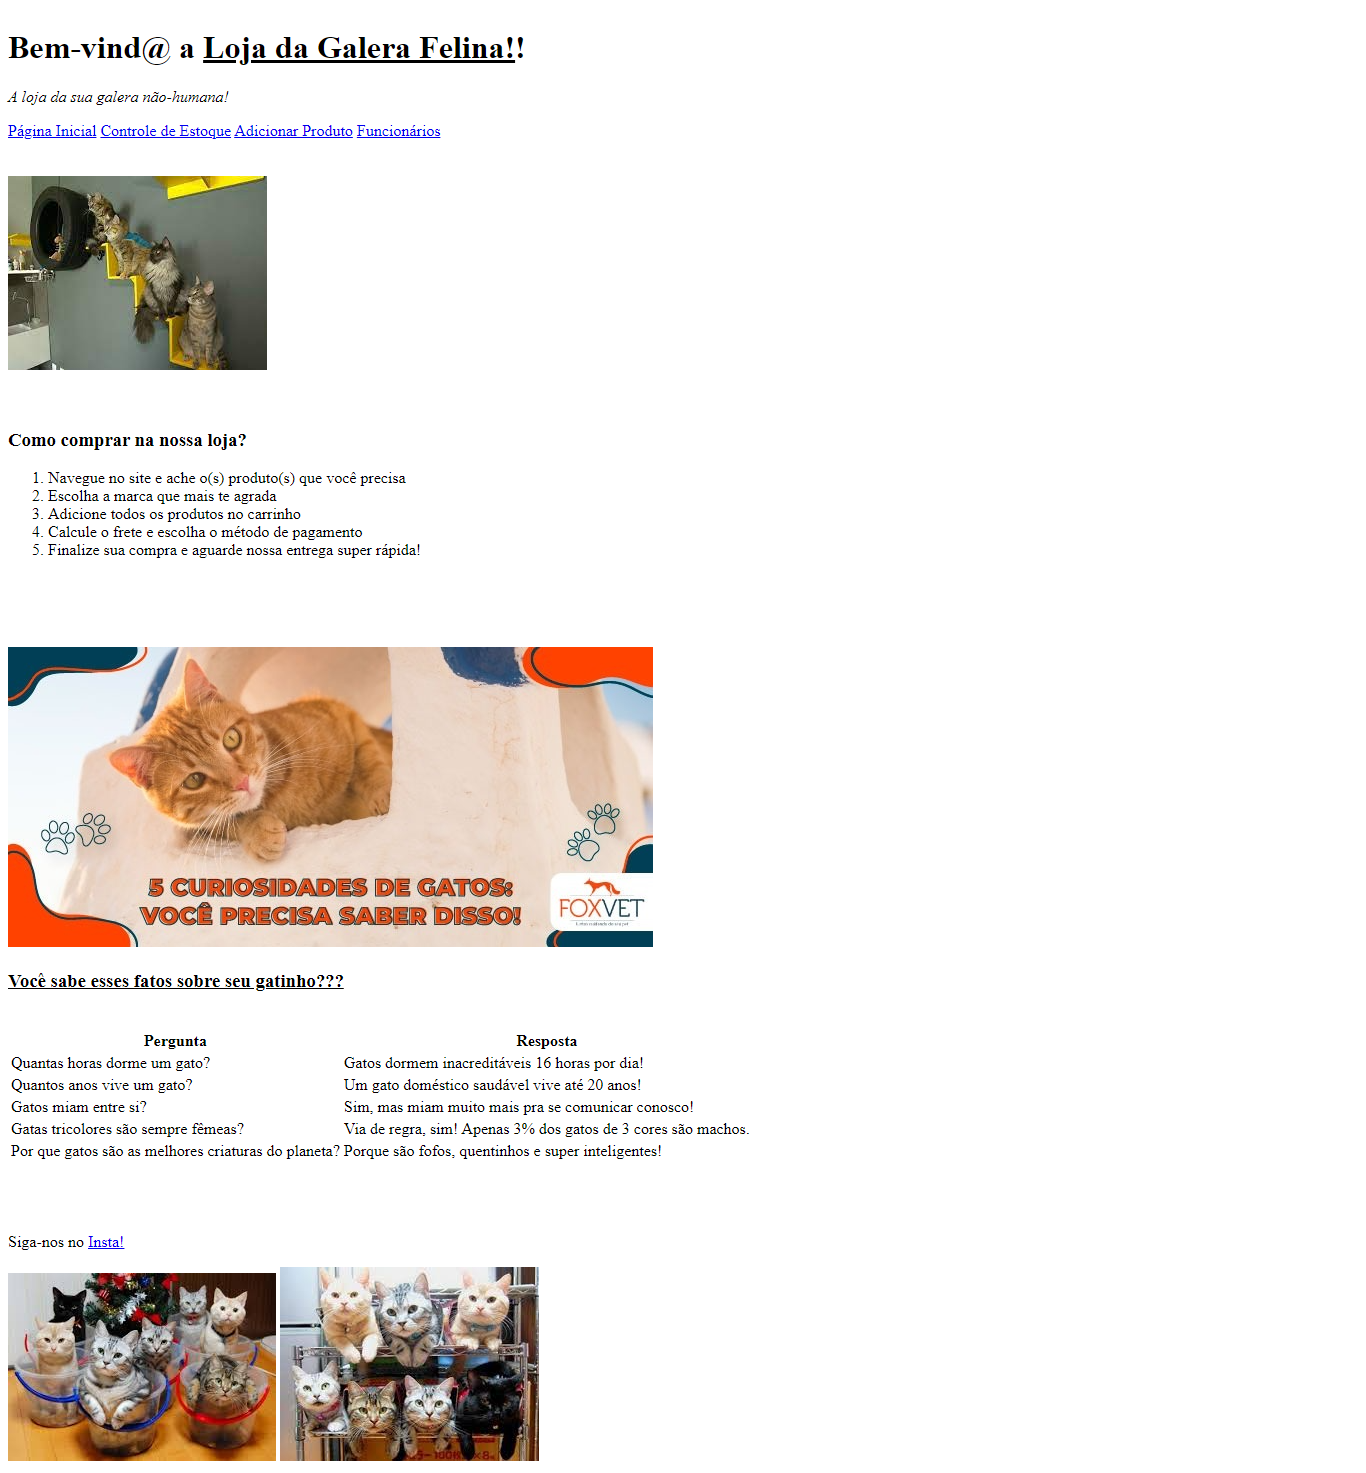 Bem-vind@ a Loja da Galera Felina!!
A loja da sua galera não-humana!
Página Inicial Controle de Estoque Adicionar Produto Funcionários
Como comprar na nossa loja?
1. Navegue no site e ache o(s) produto(s) que você precisa
2. Escolha a marca que mais te agrada
3. Adicione todos os produtos no carrinho
4. Calcule o frete e escolha o método de pagamento
5. Finalize sua compra e aguarde nossa entrega super rápida!
5 CURIOSIDADES DE GATOS:
VOCÊ PRECISA SABER DISSO!
FOXVET
Você sabe esses fatos sobre seu gatinho???
Pergunta Resposta
Quantas horas dorme um gato? Gatos dormem inacreditáveis 16 horas por dia!
Quantos anos vive um gato? Um gato doméstico saudável vive até 20 anos!
Gatos miam entre si? Sim, mas miam muito mais pra se comunicar conosco!
Gatas tricolores são sempre fêmeas? Via de regra, sim! Apenas 3% dos gatos de 3 cores são machos.
Por que gatos são as melhores criaturas do planeta? Porque são fofos, quentinhos e super inteligentes!
Siga-nos no Insta!